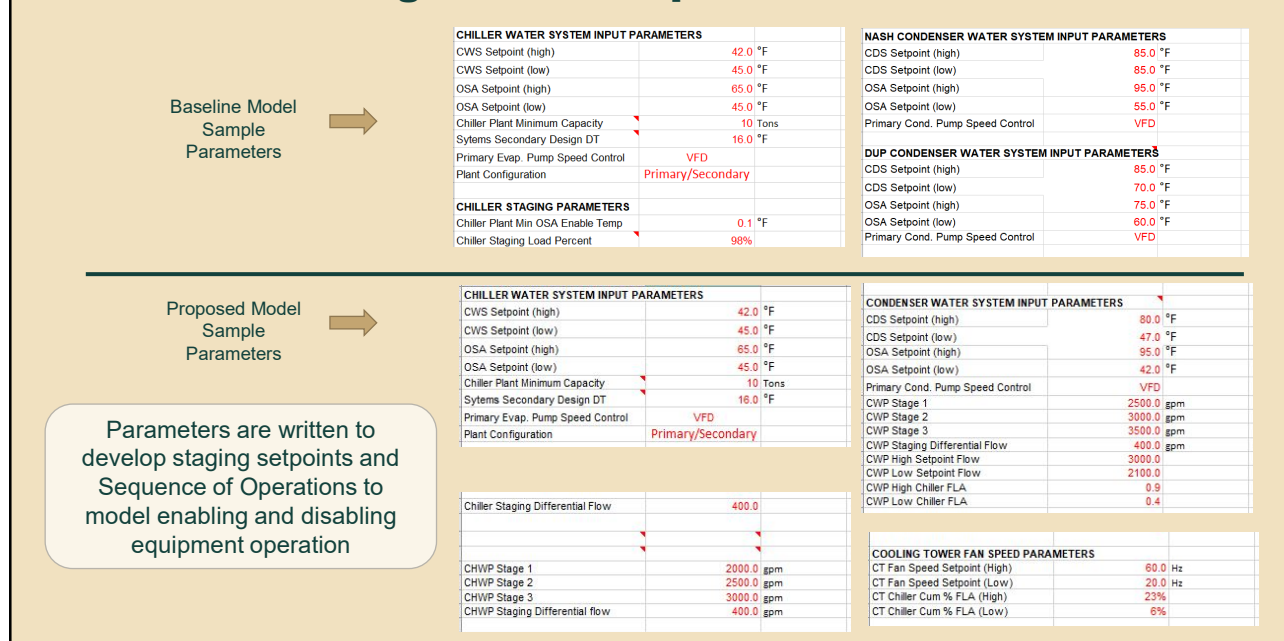 Baseline Model
Sample
Parameters
CHILLER WATER SYSTEM INPUT PARAMETERS
CWS Setpoint (high) 42.0 °F
CWS Setpoint (low) 45.0 °F
OSA Setpoint (high) 65.0 °F
OSA Setpoint (low) 45.0 °F
Chiller Plant Minimum Capacity 10 Tons
Sytems Secondary Design DT 16.0 °F
Primary Evap. Pump Speed Control VFD
Plant Configuration Primary/Secondary
CHILLER STAGING PARAMETERS
Chiller Plant Min OSA Enable Temp 0.1 °F
Chiller Staging Load Percent 98%
NASH CONDENSER WATER SYSTEM INPUT PARAMETERS
CDS Setpoint (high) 85.0 °F
CDS Setpoint (low) 85.0 °F
OSA Setpoint (high) 95.0 °F
OSA Setpoint (low) 55.0 °F
Primary Cond. Pump Speed Control VFD
DUP CONDENSER WATER SYSTEM INPUT PARAMETERS
CDS Setpoint (high) 85.0 °F
CDS Setpoint (low) 70.0 °F
OSA Setpoint (high) 75.0 °F
OSA Setpoint (low) 60.0 °F
Primary Cond. Pump Speed Control VFD
Proposed Model
Sample
Parameters
CHILLER WATER SYSTEM INPUT PARAMETERS
CWS Setpoint (high) 42.0 °F
CWS Setpoint (low) 45.0 °F
OSA Setpoint (high) 65.0 °F
OSA Setpoint (low) 45.0 °F
Chiller Plant Minimum Capacity 10 Tons
Sytems Secondary Design DT 16.0 °F
Primary Evap. Pump Speed Control VFD
Plant Configuration Primary/Secondary
Chiller Staging Differential Flow 400.0
CHWP Stage 1 2000.0 gpm
CHWP Stage 2 2500.0 gpm
CHWP Stage 3 3000.0 gpm
CHWP Staging Differential flow 400.0 gpm
CONDENSER WATER SYSTEM INPUT PARAMETERS
CDS Setpoint (high) 80.0 °F
CDS Setpoint (low) 47.0 °F
OSA Setpoint (high) 95.0 °F
OSA Setpoint (low) 42.0 °F
Primary Cond. Pump Speed Control VFD
CWP Stage 1 2500.0 gpm
CWP Stage 2 3000.0 gpm
CWP Stage 3 3500.0 gpm
CWP Staging Differential Flow 400.0 gpm
CWP High Setpoint Flow 3000.0
CWP Low Setpoint Flow 2100.0
CWP High Chiller FLA 0.9
CWP Low Chiller FLA 0.4
COOLING TOWER FAN SPEED PARAMETERS
CT Fan Speed Setpoint (High) 60.0 Hz
CT Fan Speed Setpoint (Low) 20.0 Hz
CT Chiller Cum % FLA (High) 23%
CT Chiller Cum % FLA (Low) 6%
Parameters are written to
develop staging setpoints and
Sequence of Operations to
model enabling and disabling
equipment operation